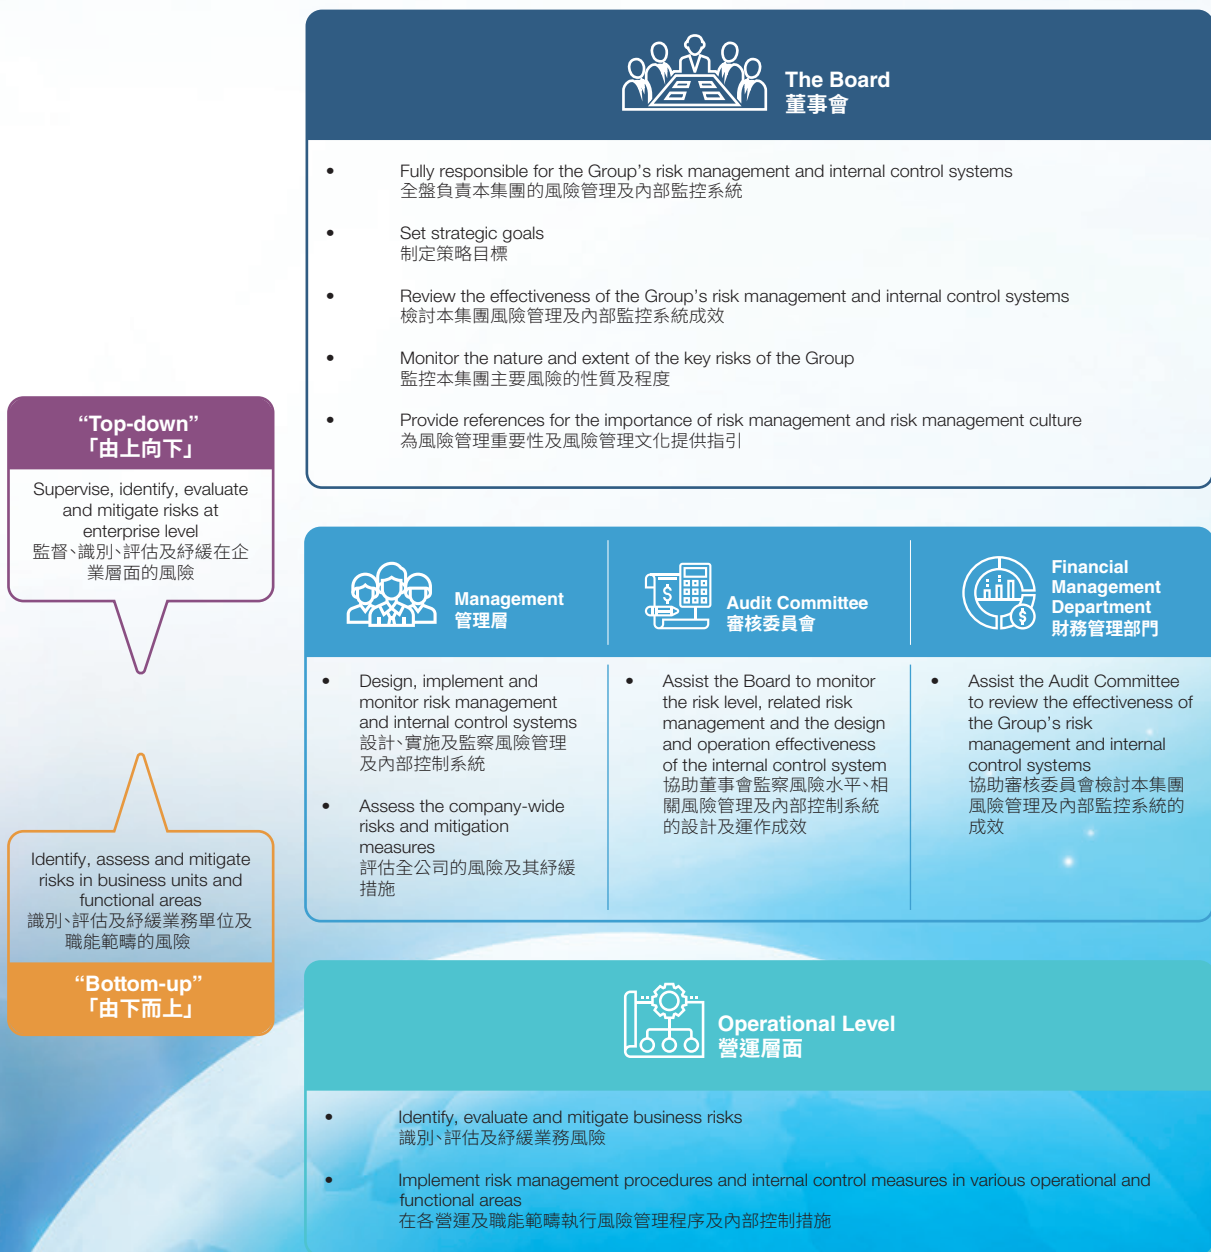 The Board
董事會
• Fully responsible for the Group's risk management and internal control systems
全盤負責本集團的風險管理及內部監控系統
• Set strategic goals
制定策略目標
• Review the effectiveness of the Group's risk management and internal control systems
檢討本集團風險管理及內部監控系統成效
• Monitor the nature and extent of the key risks of the Group
監控本集團主要風險的性質及程度
• Provide references for the importance of risk management and risk management culture
為風險管理重要性及風險管理文化提供指引
“Top-down”
「由上向下」
Supervise, identify, evaluate
and mitigate risks at
enterprise level
監督、識別、評估及紓緩在企
業層面的風險
Management
管理層
• Design, implement and
monitor risk management
and internal control systems
設計、實施及監察風險管理
及內部控制系統
• Assess the company-wide
risks and mitigation
measures
評估全公司的風險及其紓緩
措施
Audit Committee
審核委員會
• Assist the Board to monitor
the risk level, related risk
management and the design
and operation effectiveness
of the internal control system
協助董事會監察風險水平、相
關風險管理及內部控制系統
的設計及運作成效
Financial
Management
Department
財務管理部門
• Assist the Audit Committee
to review the effectiveness of
the Group's risk
management and internal
control systems
協助審核委員會檢討本集團
風險管理及內部監控系統的
成效
Identify, assess and mitigate
risks in business units and
functional areas
識別、評估及紓緩業務單位及
職能範疇的風險
“Bottom-up”
「由下而上」
Operational Level
營運層面
• Identify, evaluate and mitigate business risks
識別、評估及紓緩業務風險
• Implement risk management procedures and internal control measures in various operational and
functional areas
在各營運及職能範疇執行風險管理程序及內部控制措施